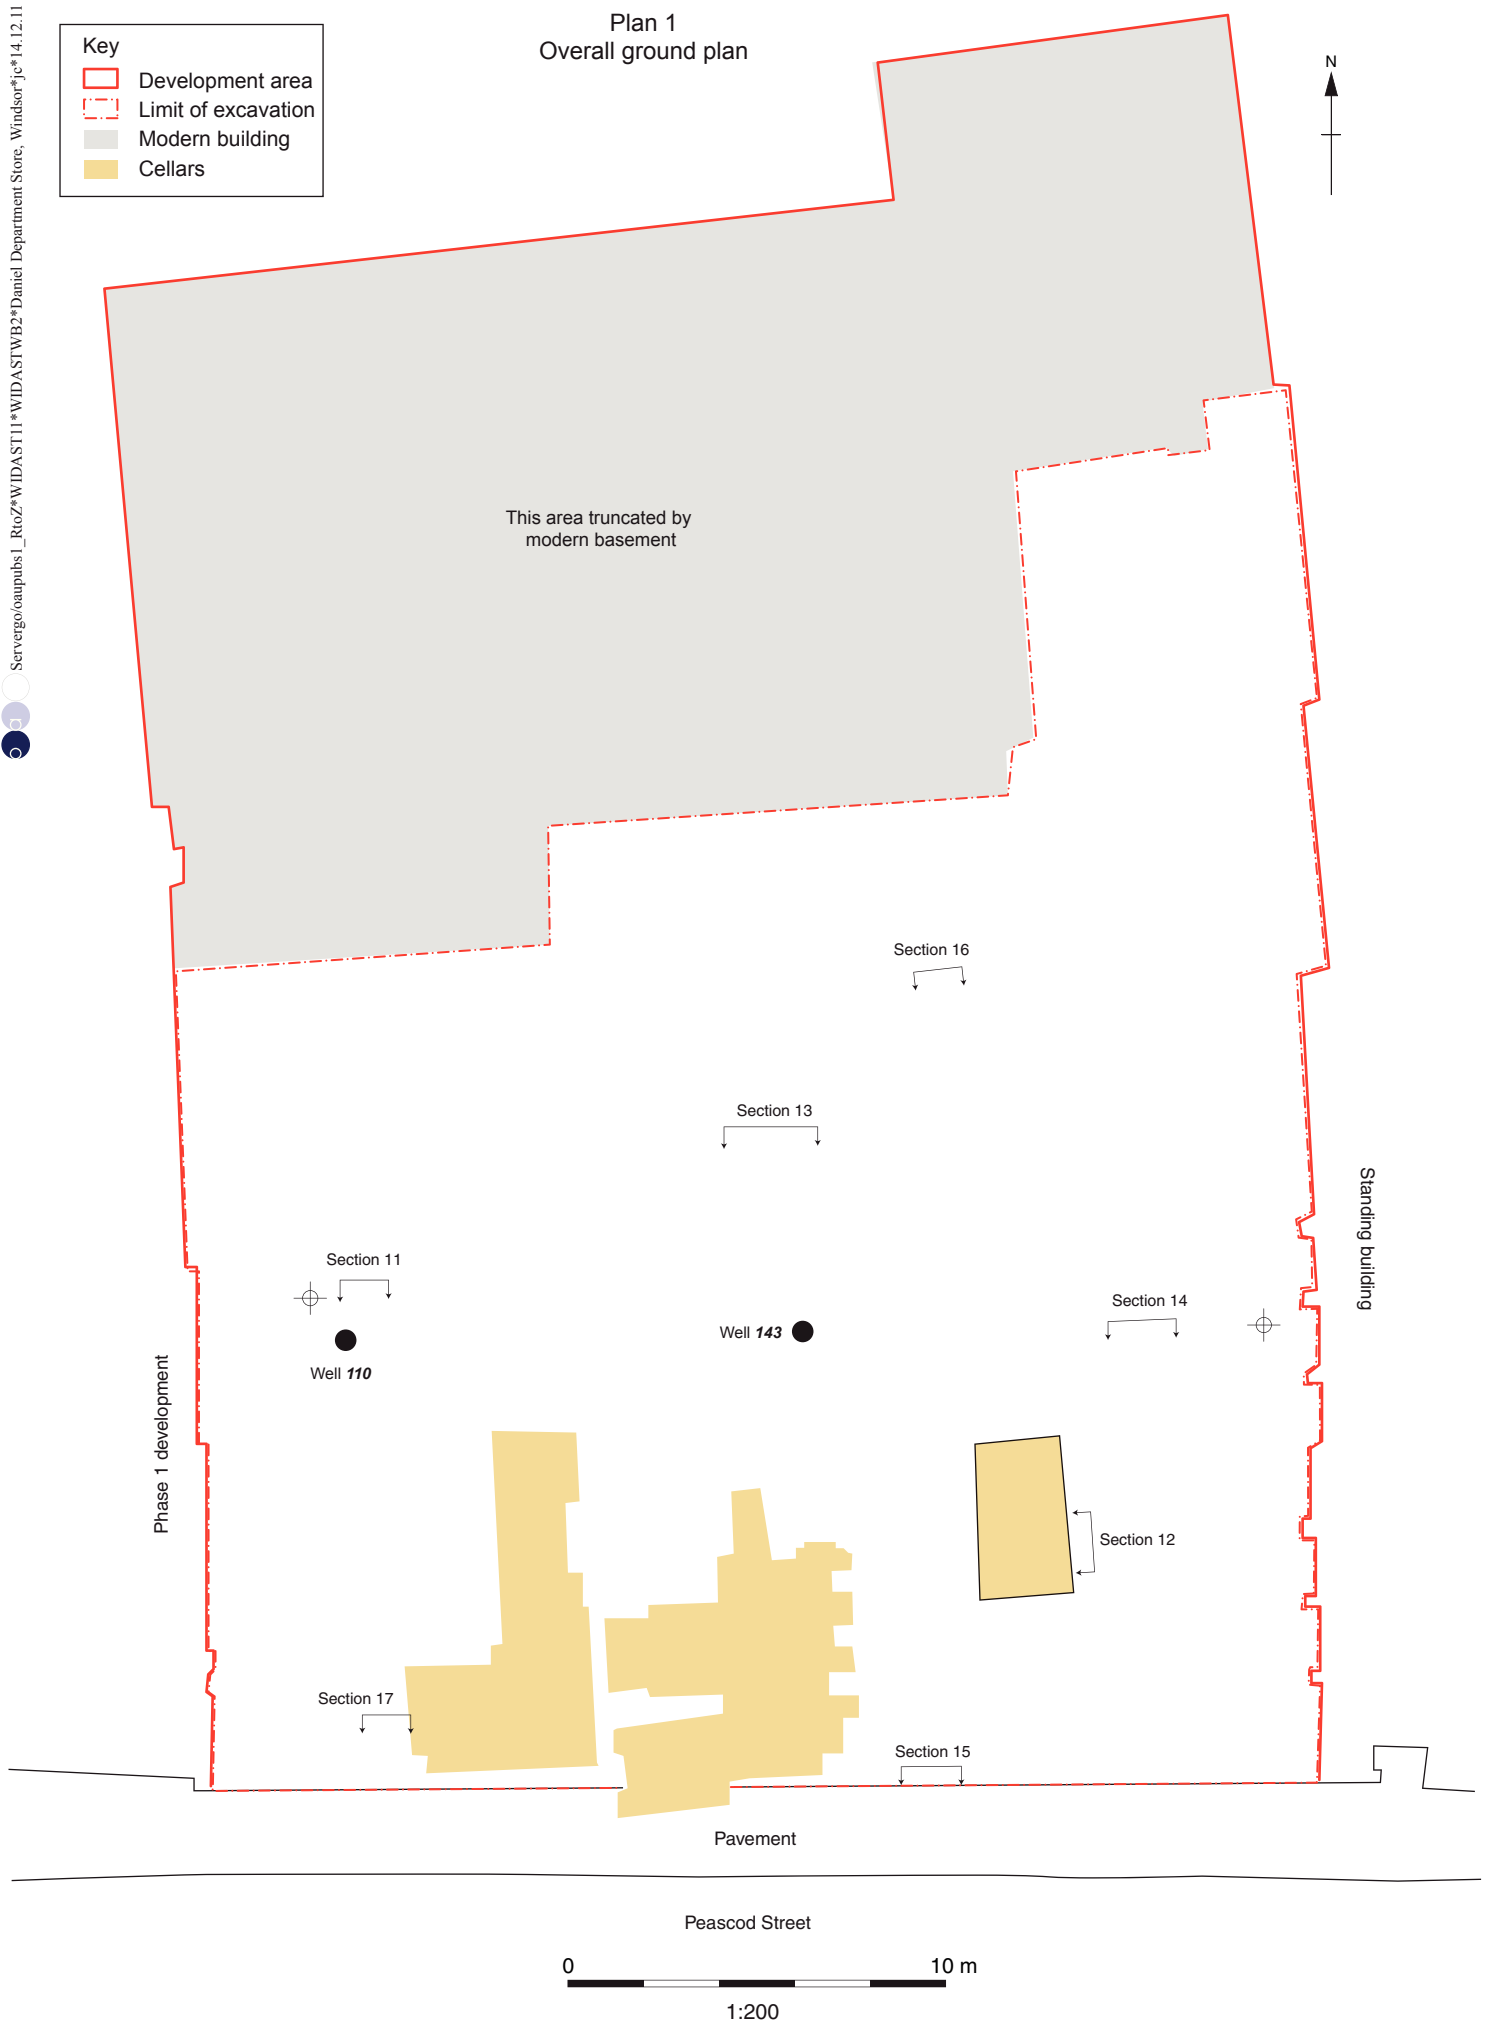 Servergo/oaupubs1_RtoZ*WIDAST11*WIDASTWB2*Daniel Department Store, Windsor*jc*14.12.11
Plan 1
Overall ground plan
Key
Development area
Limit of excavation
Modern building
Cellars
N
This area truncated by
modern basement
Section 16
Section 13
Standing building
Section 11
Section 14
Well 143
Well 110
Phase 1 development
Section 12
Section 17
Section 15
Pavement
Peascod Street
0 10 m
1:200